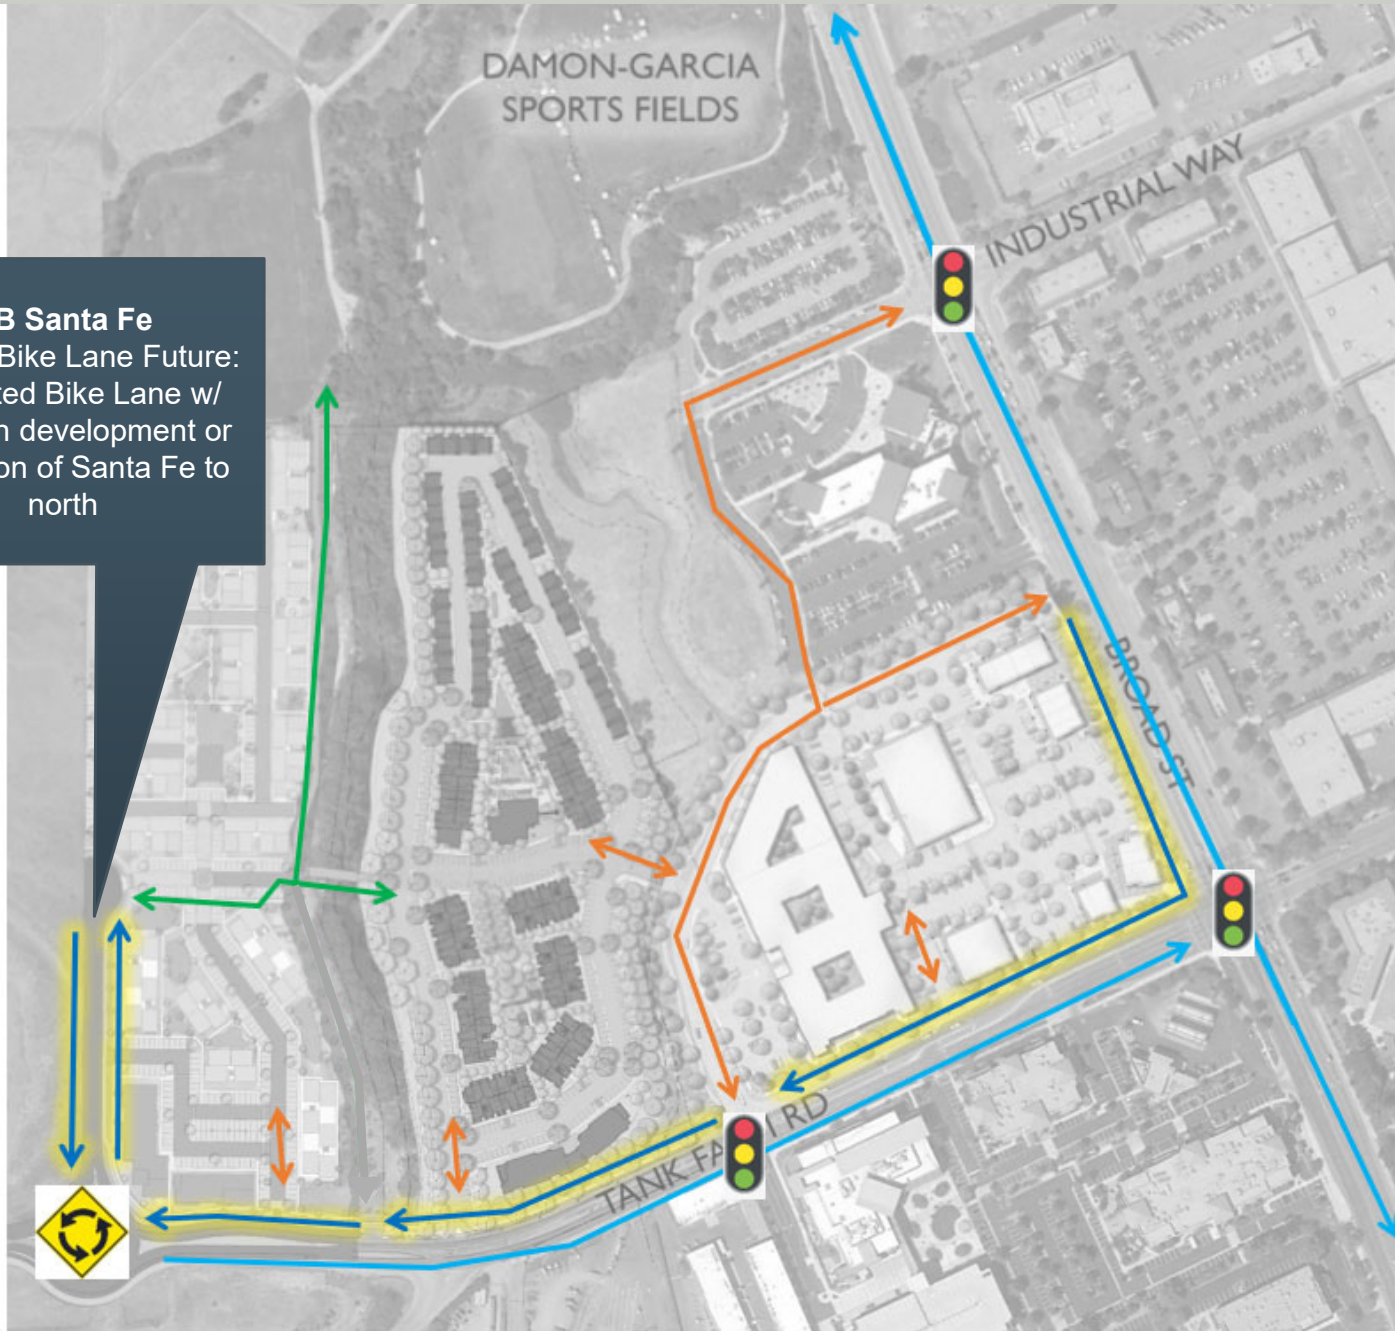 DAMON-GARCIA
SPORTS FIELDS
INDUSTRIAL WAY
B Santa Fe
Bike Lane Future:
ted Bike Lane w/
development or
on of Santa Fe to
north
BROAD ST
TANK FA RD